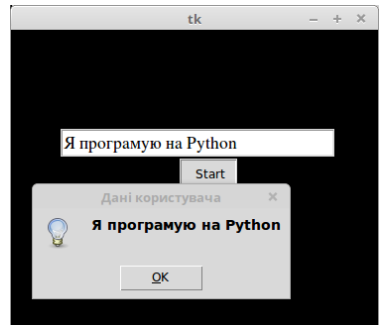 tk
Я програмую на Python
Start
Дані користувача
Я програмую на Python
OK